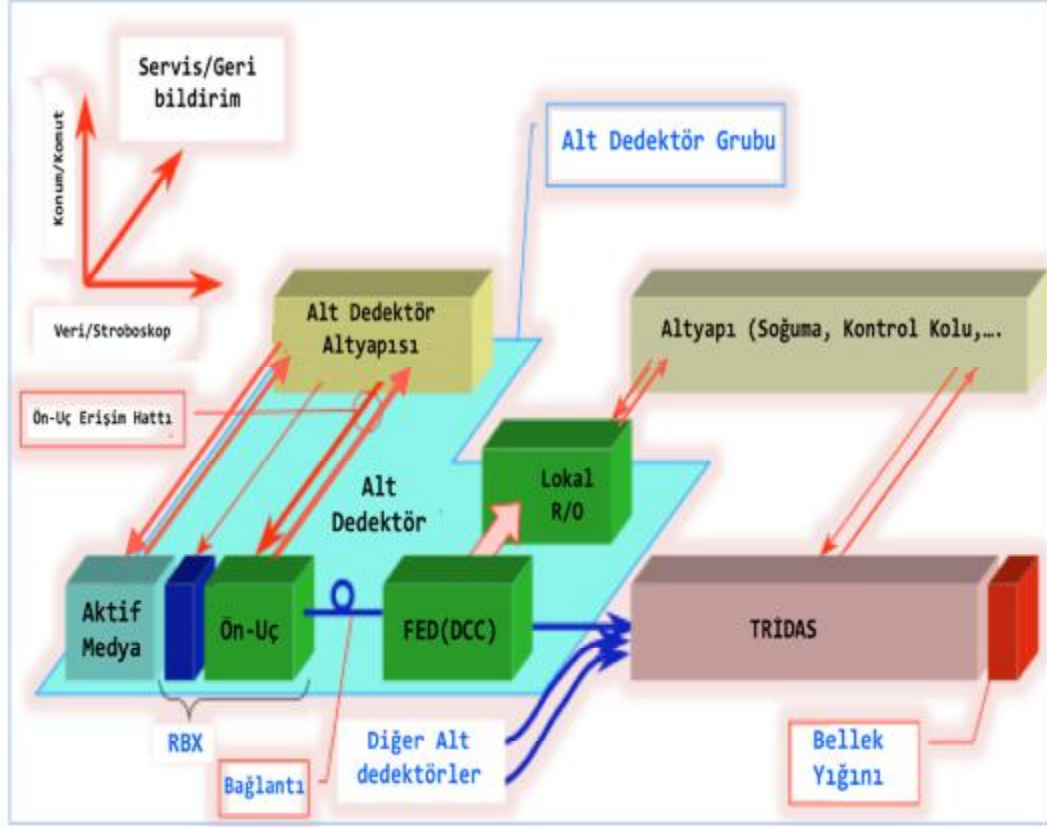 Servis/Geri
bildirim
Konum/Komut
Veri/Stroboskop
Alt Dedektör Grubu
Alt Dedektör
Altyapısı
Altyapı (Soğuma, Kontrol Kolu,….
Ön-Uç Erişim Hattı
Alt
Dedektör
Lokal
R/O
Aktif
Medya
Ön-Uç
FED(DCC)
TRİDAS
RBX
Bağlantı
Diğer Alt
dedektörler
Bellek
Yığını